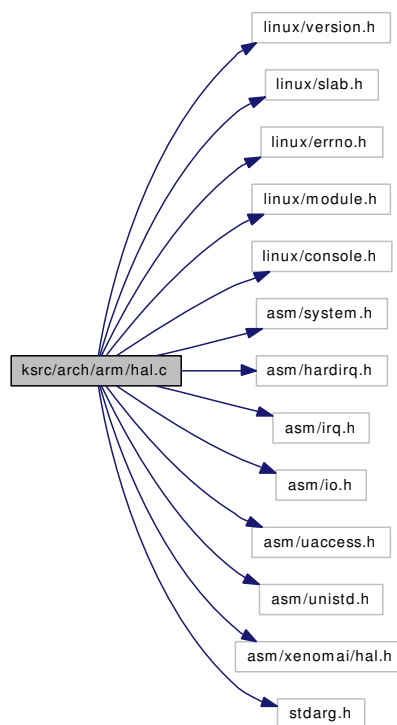 linux/version.h
linux/slab.h
linux/errno.h
linux/module.h
linux/console.h
asm/system.h
ksrc/arch/arm/hal.c
asm/hardirq.h
asm/irq.h
asm/io.h
asm/uaccess.h
asm/unistd.h
asm/xenomai/hal.h
stdarg.h